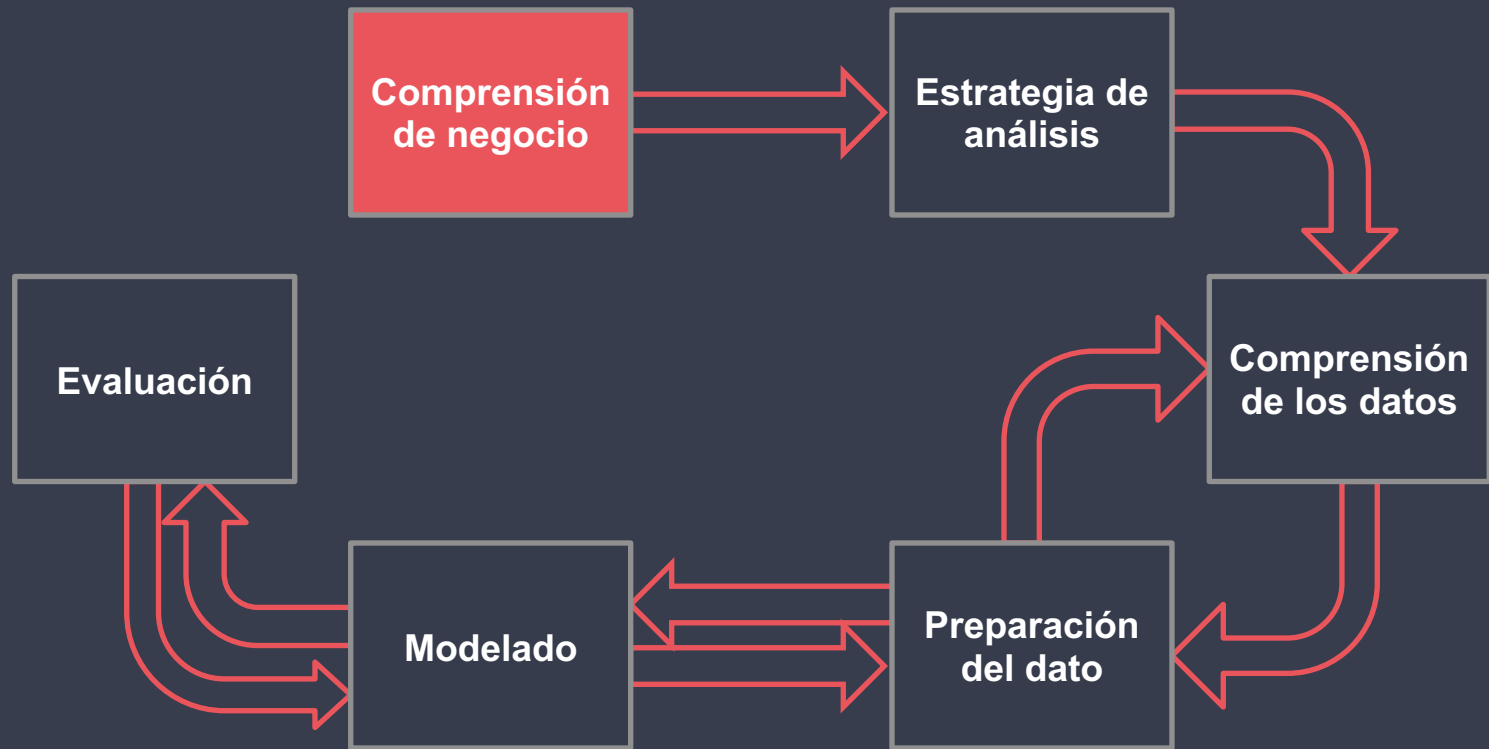 Comprensión
de negocio
Estrategia de
análisis
Comprensión
de los datos
Preparación
del dato
Modelado
Evaluación